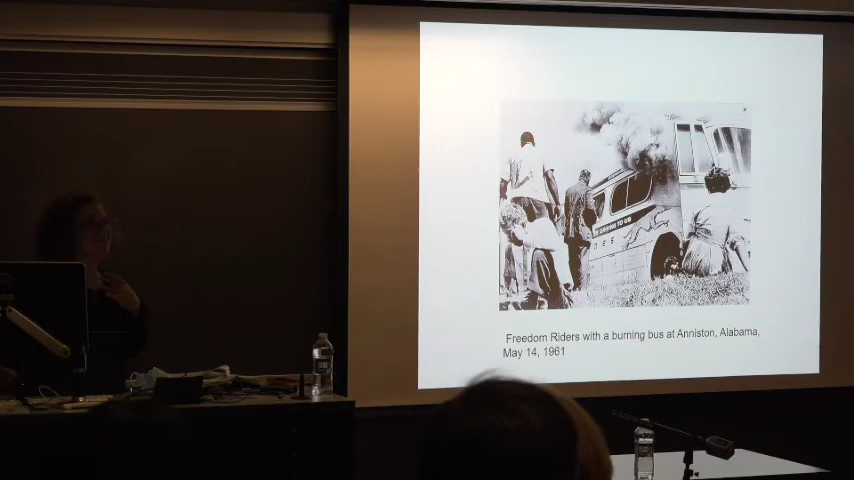 Freedom Riders with a burning bus at Anniston, Alabama,
May 14, 1961